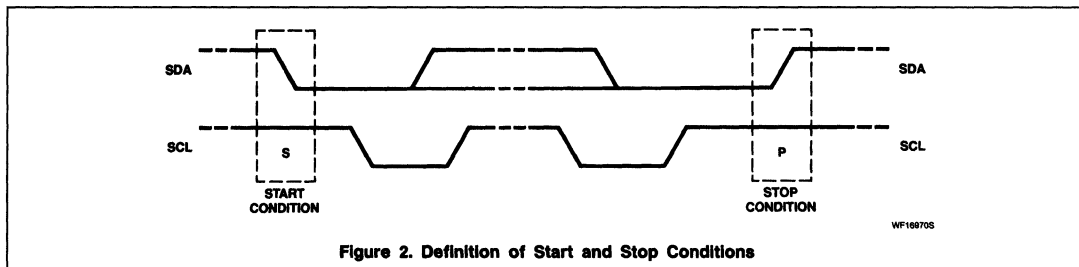 SDA
SDA
SCL
S
P
SCL
START
CONDITION
STOP
CONDITION
WF16970S
Figure 2. Definition of Start and Stop Conditions